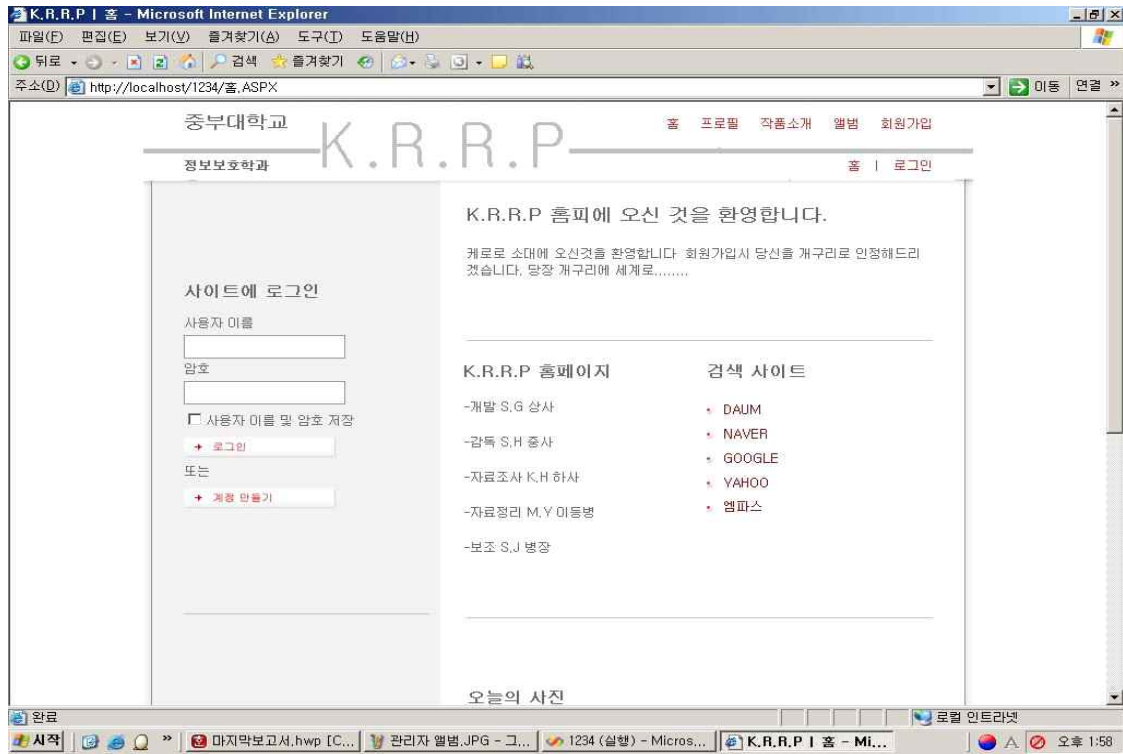 K.R.R.P | 홈 - Microsoft Internet Explorer
파일(F) 편집(E) 보기(V) 즐겨찾기(A) 도구(T) 도움말(H)
뒤로 검색 즐겨찾기
주소(D) http://localhost/1234/홈.ASPX 이동 연결 »
중부대학교
K.R.R.P
홈 프로필 작품소개 앨범 회원가입
정보보호학과
홈 | 로그인
사이트에 로그인
사용자 이름
암호
사용자 이름 및 암호 저장
로그인
또는
계정 만들기
K.R.R.P 홈피에 오신 것을 환영합니다.
케로로 소대에 오신것을 환영합니다 회원가입시 당신을 개구리로 인정해드리
겠습니다. 당장 개구리에 세계로........
K.R.R.P 홈페이지
-개발 S.G 상사
-감독 S.H 중사
-자료조사 K.H 하사
-자료정리 M.Y 이등병
-보조 S.J 병장
검색 사이트
DAUM
NAVER
GOOGLE
YAHOO
엠파스
오늘의 사진
완료 로컬 인트라넷
시작 » 마지막보고서.hwp [C... 관리자 앨범.JPG - 그... 1234 (실행) - Micros... K.R.R.P | 홈 - Mi... A 오후 1:58